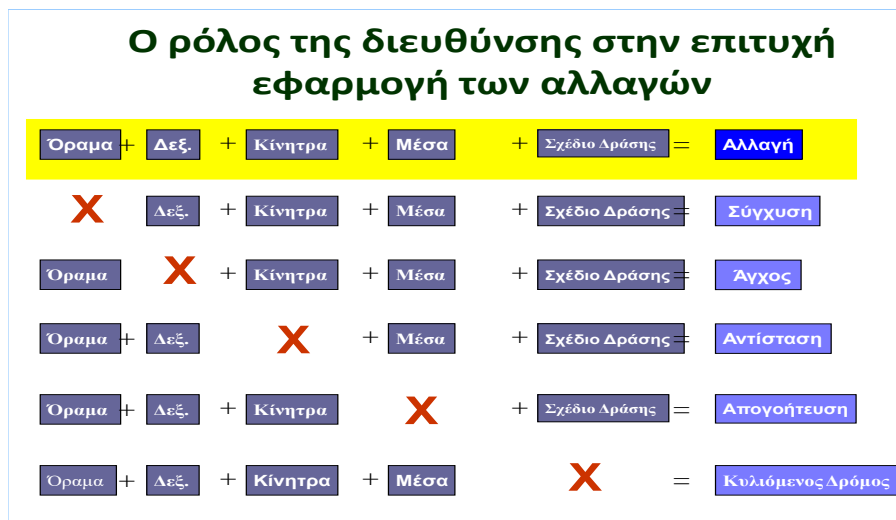 Ο ρόλος της διευθύνσης στην επιτυχή
εφαρμογή των αλλαγών
Όραμα + Δεξ. + Κίνητρα + Μέσα + Σχέδιο Δράσης = Αλλαγή
X Δεξ. + Κίνητρα + Μέσα + Σχέδιο Δράσης = Σύγχυση
Όραμα X + Κίνητρα + Μέσα + Σχέδιο Δράσης = Άγχος
Όραμα + Δεξ. X + Μέσα + Σχέδιο Δράσης = Αντίσταση
Όραμα + Δεξ. + Κίνητρα X + Σχέδιο Δράσης = Απογοήτευση
Όραμα + Δεξ. + Κίνητρα + Μέσα X = Κυλιόμενος Δρόμος